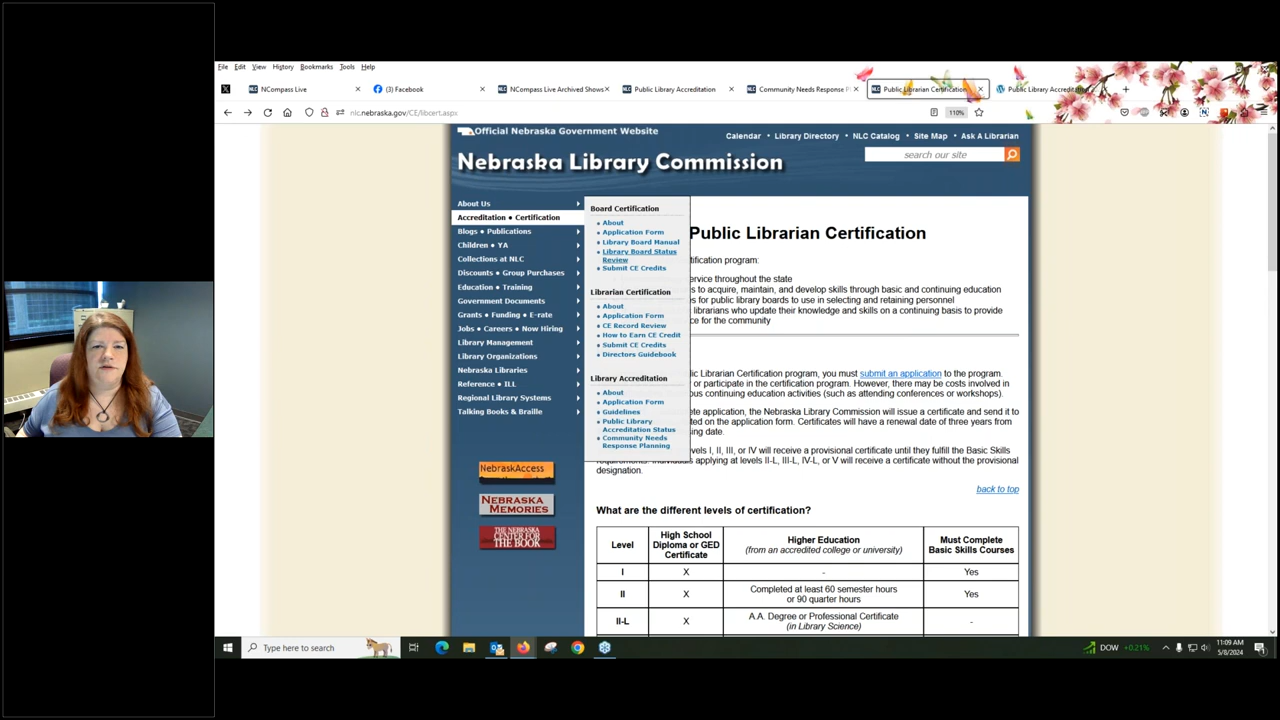 File Edit View History Bookmarks Tools Help
NCompass Live
(3) Facebook
NCompass Live Archived Shows
Public Library Accreditation
Community Needs Response P
Public Librarian Certification
Public Library Accred
nlc.nebraska.gov/CE/libcert.aspx
110%
Official Nebraska Government Website
Nebraska Library Commission
Calendar • Library Directory • NLC Catalog • Site Map • Ask A Librarian
search our site
About Us
Accreditation • Certification
Blogs • Publications
Children • YA
Collections at NLC
Discounts • Group Purchases
Education • Training
Government Documents
Grants • Funding • E-rate
Jobs • Careers • Now Hiring
Library Management
Library Organizations
Nebraska Libraries
Reference • ILL
Regional Library Systems
Talking Books & Braille
NebraskAccess
NEBRASKA
MEMORIES
THE NEBRASKA
CENTER FOR
THE BOOK
Board Certification
• About
• Application Form
• Library Board Manual
• Library Board Status
Review
• Submit CE Credits
Librarian Certification
• About
• Application Form
• CE Record Review
• How to Earn CE Credit
• Submit CE Credits
• Directors Guidebook
Library Accreditation
• About
• Application Form
• Guidelines
• Public Library
Accreditation Status
• Community Needs
Response Planning
Public Librarian Certification
tification program:
ervice throughout the state
es to acquire, maintain, and develop skills through basic and continuing education
es for public library boards to use in selecting and retaining personnel
librarians who update their knowledge and skills on a continuing basis to provide
ce for the community
lic Librarian Certification program, you must submit an application to the program.
or participate in the certification program. However, there may be costs involved in
ous continuing education activities (such as attending conferences or workshops).
lete application, the Nebraska Library Commission will issue a certificate and send it to
ted on the application form. Certificates will have a renewal date of three years from
sing date.
vels I, II, III, or IV will receive a provisional certificate until they fulfill the Basic Skills
requirements. Individuals applying at levels II-L, III-L, IV-L, or V will receive a certificate without the provisional
designation.
back to top
What are the different levels of certification?
Level
High School
Diploma or GED
Certificate
Higher Education
(from an accredited college or university)
Must Complete
Basic Skills Courses
I X - Yes
II X Completed at least 60 semester hours
or 90 quarter hours Yes
II-L X A.A. Degree or Professional Certificate
(in Library Science) -
Type here to search
DOW +0.21%
11:09 AM
5/8/2024